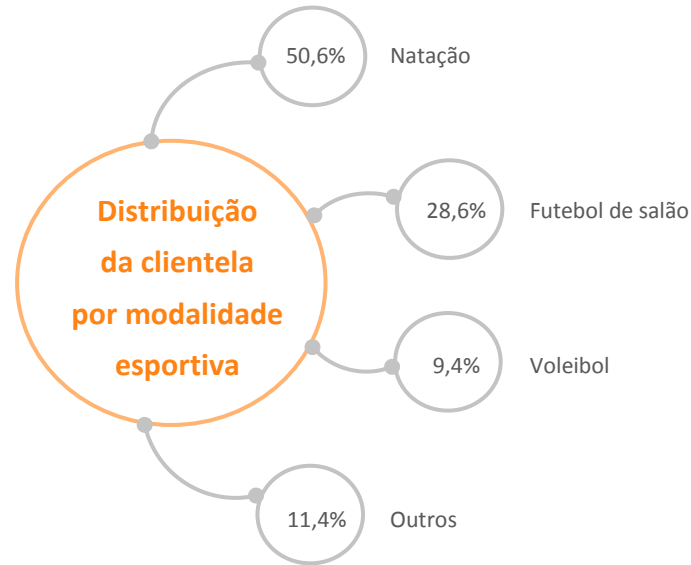 50,6% Natação
Distribuição
da clientela
por modalidade
esportiva
28,6% Futebol de salão
9,4% Voleibol
11,4% Outros